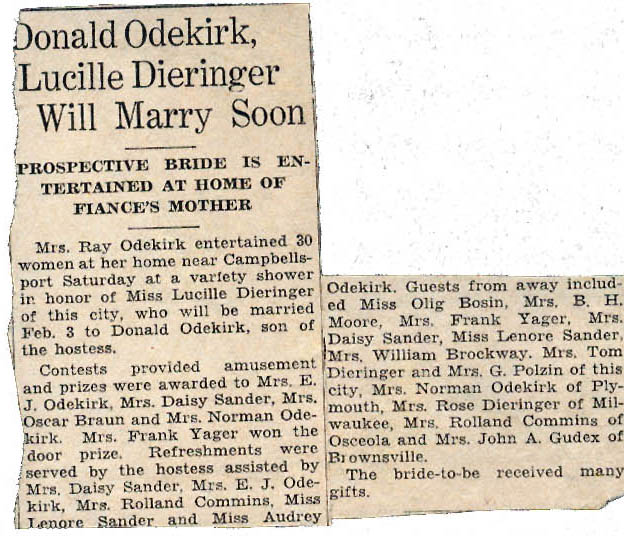 Donald Odekirk,
Lucille Dieringer
Will Marry Soon
PROSPECTIVE BRIDE IS EN-
TERTAINED AT HOME OF
FIANCE'S MOTHER
Mrs. Ray Odekirk entertained 30
women at her home near Campbells-
port Saturday at a variety shower
in honor of Miss Lucille Dieringer
of this city, who will be married
Feb. 3 to Donald Odekirk, son of
the hostess.
Contests provided amusement
and prizes were awarded to Mrs. E.
J. Odekirk, Mrs. Daisy Sander, Mrs.
Oscar Braun and Mrs. Norman Ode-
kirk. Mrs. Frank Yager won the
door prize. Refreshments were
served by the hostess assisted by
Mrs. Daisy Sander, Mrs. E. J. Ode-
kirk, Mrs. Rolland Commins, Miss
Lenore Sander and Miss Audrey
Odekirk. Guests from away includ-
ed Miss Olig Bosin, Mrs. B. H.
Moore, Mrs. Frank Yager, Mrs.
Daisy Sander, Miss Lenore Sander,
Mrs. William Brockway. Mrs. Tom
Dieringer and Mrs. G. Polzin of this
city, Mrs. Norman Odekirk of Ply-
mouth, Mrs. Rose Dieringer of Mil-
waukee, Mrs. Rolland Commins of
Osceola and Mrs. John A. Gudex of
Brownsville.
The bride-to-be received many
gifts.